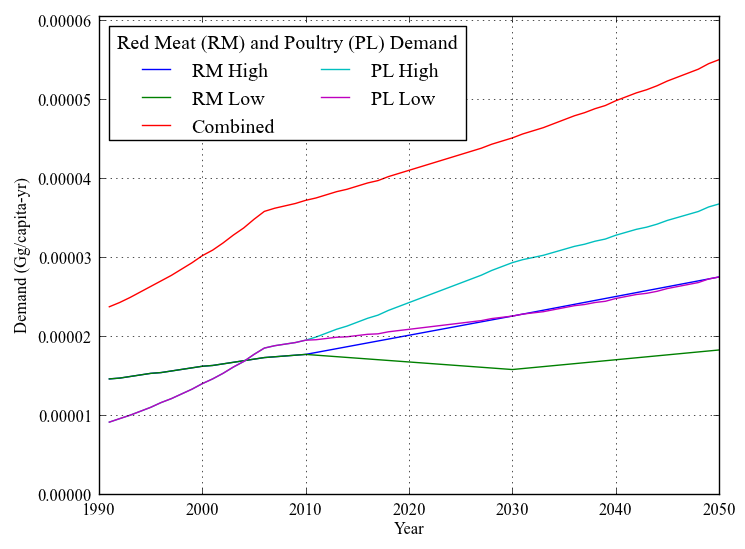 0.00006
Red Meat (RM) and Poultry (PL) Demand
RM High PL High
RM Low PL Low
Combined
0.00005
0.00004
0.00003
0.00002
0.00001
0.00000
Demand (Gg/capita-yr)
1990 2000 2010 2020 2030 2040 2050
Year